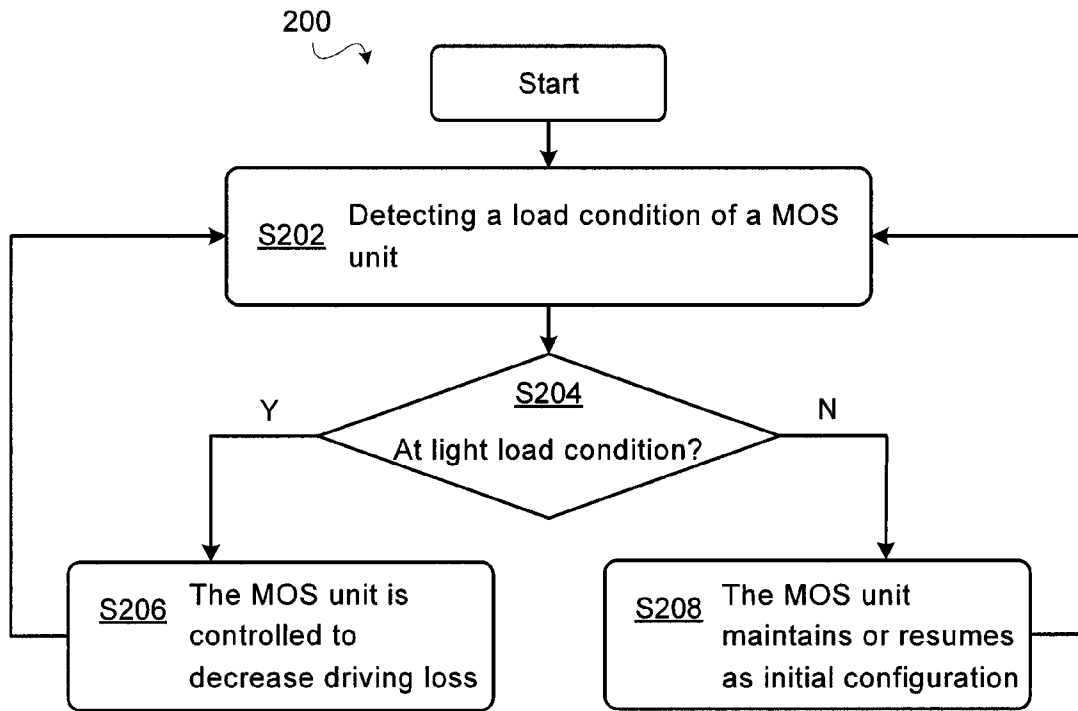 200
Start
S202 Detecting a load condition of a MOS
unit
S204
Y
N
At light load condition?
S206 The MOS unit is
controlled to
decrease driving loss
S208 The MOS unit
maintains or resumes
as initial configuration